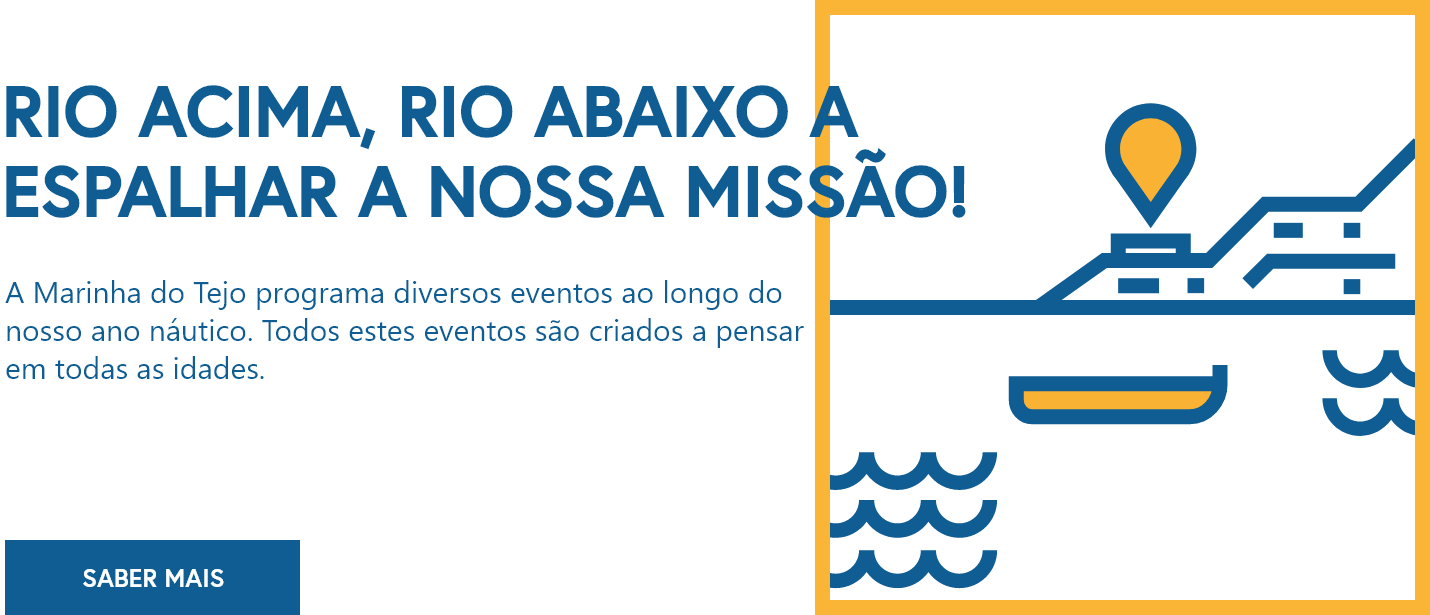 RIO ACIMA, RIO ABAIXO A
ESPALHAR A NOSSA MISSÃO!
A Marinha do Tejo programa diversos eventos ao longo do
nosso ano náutico. Todos estes eventos são criados a pensar
em todas as idades.
SABER MAIS